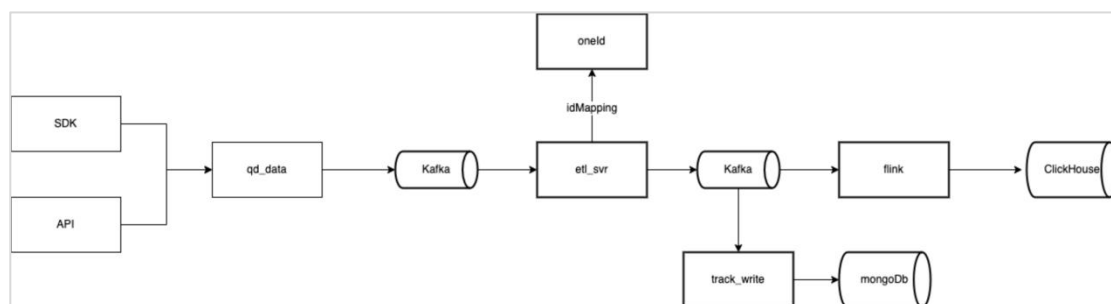 oneId
idMapping
SDK
qd_data
Kafka
etl_svr
Kafka
flink
ClickHouse
API
track_write
mongoDb